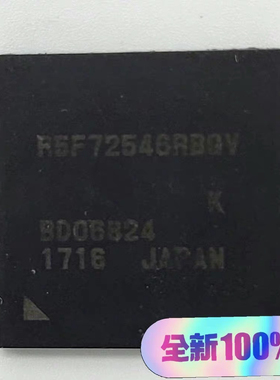 R5F72546RBGV
K
BD06824
1716 JAPAN
全新100%